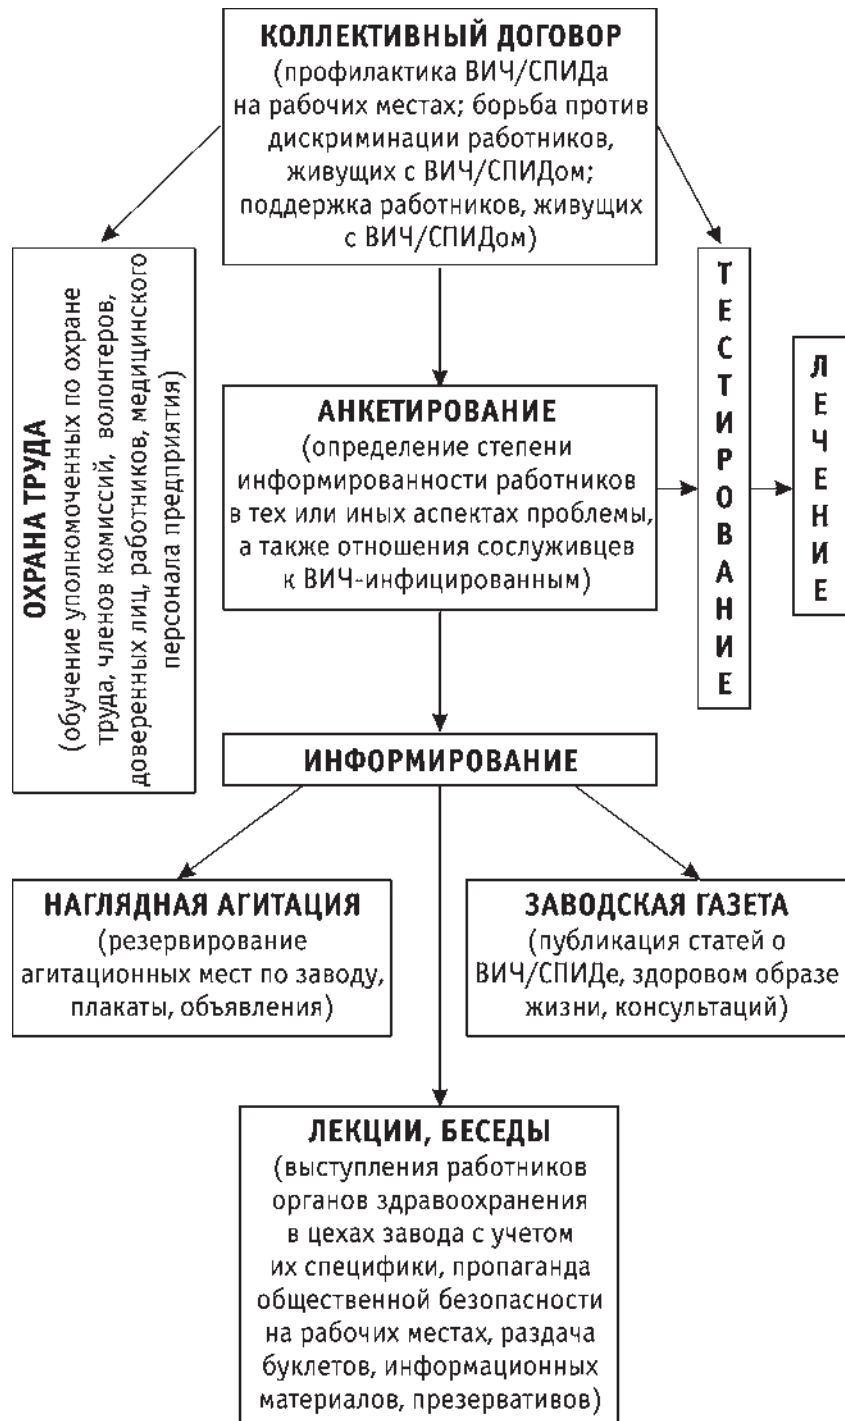 КОЛЛЕКТИВНЫЙ ДОГОВОР
(профилактика ВИЧ/СПИДа
на рабочих местах; борьба против
дискриминации работников,
живущих с ВИЧ/СПИДом;
поддержка работников, живущих
с ВИЧ/СПИДом)
ОХРАНА ТРУДА
(обучение уполномоченных по охране
труда, членов комиссий, волонтеров,
доверенных лиц, работников, медицинского
персонала предприятия)
АНКЕТИРОВАНИЕ
(определение степени
информированности работников
в тех или иных аспектах проблемы,
а также отношения сослуживцев
к ВИЧ-инфицированным)
ТЕСТИРОВАНИЕ
ЛЕЧЕНИЕ
ИНФОРМИРОВАНИЕ
НАГЛЯДНАЯ АГИТАЦИЯ
(резервирование
агитационных мест по заводу,
плакаты, объявления)
ЗАВОДСКАЯ ГАЗЕТА
(публикация статей о
ВИЧ/СПИДе, здоровом образе
жизни, консультаций)
ЛЕКЦИИ, БЕСЕДЫ
(выступления работников
органов здравоохранения
в цехах завода с учетом
их специфики, пропаганда
общественной безопасности
на рабочих местах, раздача
буклетов, информационных
материалов, презервативов)